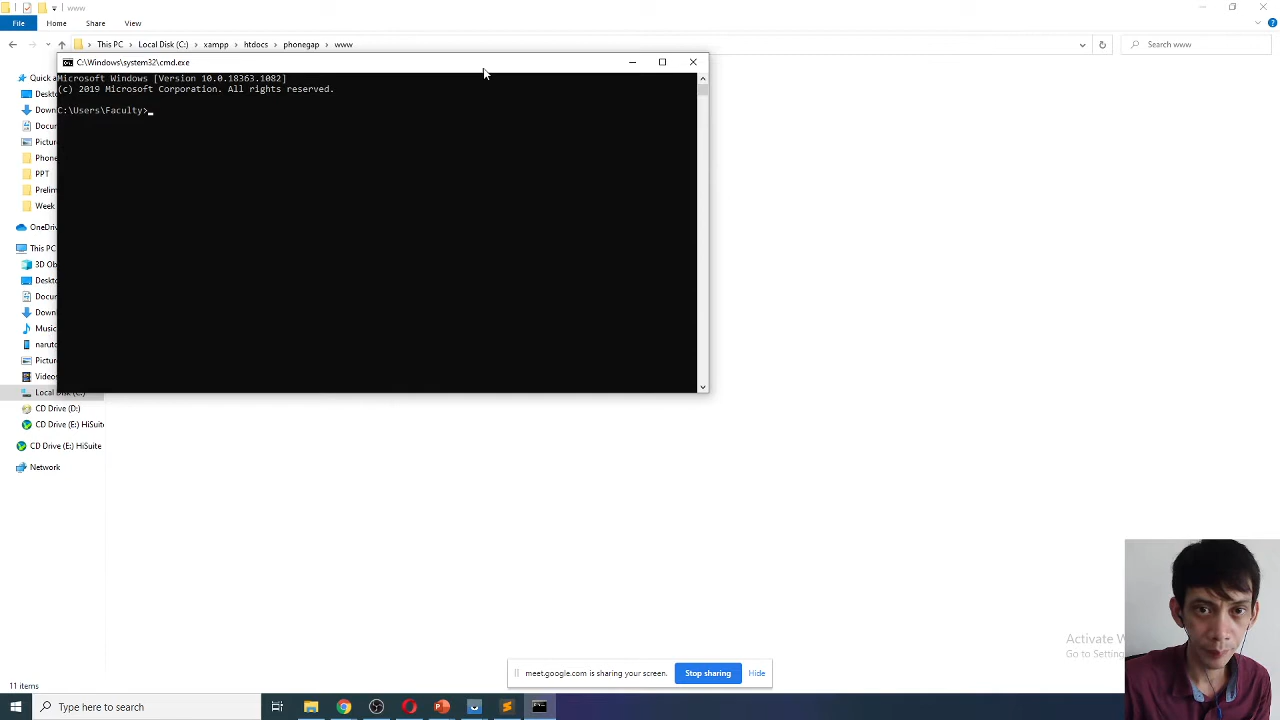 www
File Home Share View
This PC Local Disk (C:) xampp htdocs phonegap www Search www
C:\Windows\system32\cmd.exe
Microsoft Windows [Version 10.0.18363.1082]
(c) 2019 Microsoft Corporation. All rights reserved.
C:\Users\Faculty>
Quick a
Deskt
Down
Docum
Picture
Phone
PPT
Prelim
Week
OneDriv
This PC
3D Ob
Deskto
Docum
Down
Music
naruto
Picture
Videos
Local Disk (C:)
CD Drive (D:)
CD Drive (E:) HiSuite
CD Drive (E:) HiSuite
Network
Activate W
Go to Setting
meet.google.com is sharing your screen. Stop sharing Hide
11 items
Type here to search